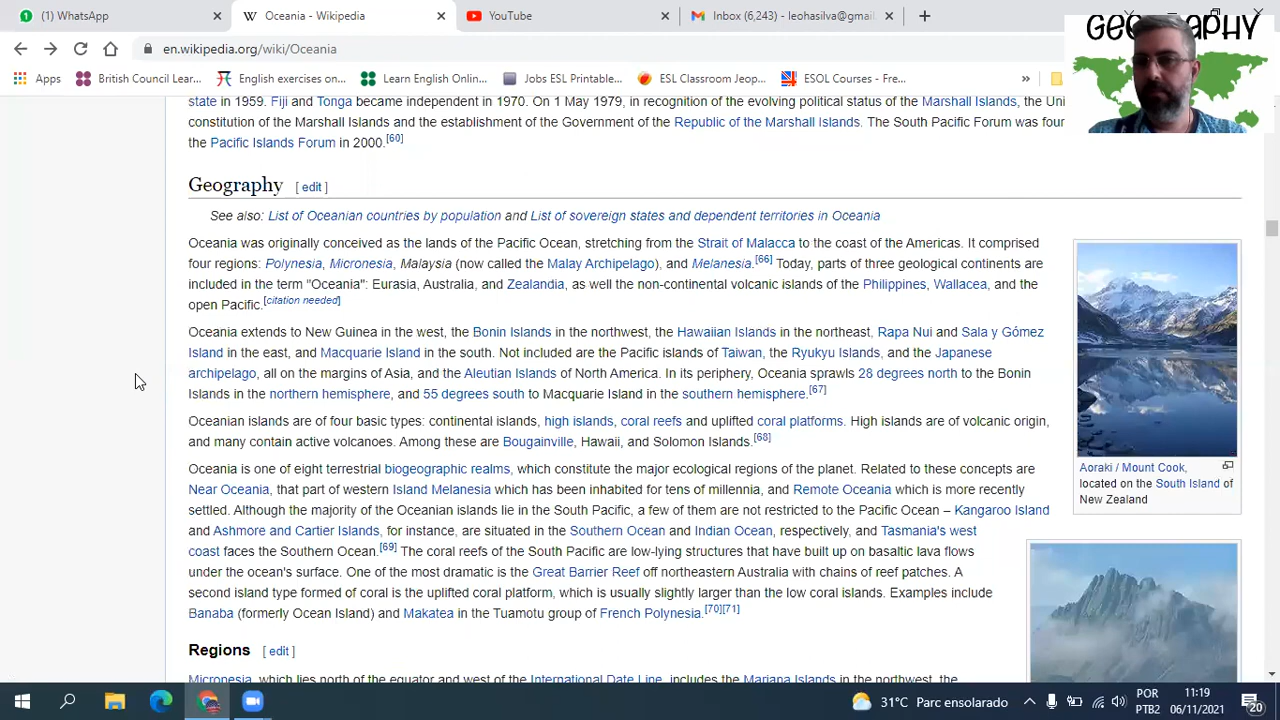 WhatsApp
Oceania - Wikipedia
YouTube
Inbox (6,243) - leohasilva@gmail
en.wikipedia.org/wiki/Oceania
Apps
British Council Lear...
English exercises on...
Learn English Onlin...
Jobs ESL Printable...
ESL Classroom Jeop...
ESOL Courses - Fre...
»
state in 1959. Fiji and Tonga became independent in 1970. On 1 May 1979, in recognition of the evolving political status of the Marshall Islands, the Uni
constitution of the Marshall Islands and the establishment of the Government of the Republic of the Marshall Islands. The South Pacific Forum was four
the Pacific Islands Forum in 2000.[60]
Geography [ edit ]
See also: List of Oceanian countries by population and List of sovereign states and dependent territories in Oceania
Oceania was originally conceived as the lands of the Pacific Ocean, stretching from the Strait of Malacca to the coast of the Americas. It comprised
four regions: Polynesia, Micronesia, Malaysia (now called the Malay Archipelago), and Melanesia.[66] Today, parts of three geological continents are
included in the term "Oceania": Eurasia, Australia, and Zealandia, as well the non-continental volcanic islands of the Philippines, Wallacea, and the
open Pacific.[citation needed]
Oceania extends to New Guinea in the west, the Bonin Islands in the northwest, the Hawaiian Islands in the northeast, Rapa Nui and Sala y Gómez
Island in the east, and Macquarie Island in the south. Not included are the Pacific islands of Taiwan, the Ryukyu Islands, and the Japanese
archipelago, all on the margins of Asia, and the Aleutian Islands of North America. In its periphery, Oceania sprawls 28 degrees north to the Bonin
Islands in the northern hemisphere, and 55 degrees south to Macquarie Island in the southern hemisphere.[67]
Oceanian islands are of four basic types: continental islands, high islands, coral reefs and uplifted coral platforms. High islands are of volcanic origin,
and many contain active volcanoes. Among these are Bougainville, Hawaii, and Solomon Islands.[68]
Oceania is one of eight terrestrial biogeographic realms, which constitute the major ecological regions of the planet. Related to these concepts are
Near Oceania, that part of western Island Melanesia which has been inhabited for tens of millennia, and Remote Oceania which is more recently
settled. Although the majority of the Oceanian islands lie in the South Pacific, a few of them are not restricted to the Pacific Ocean – Kangaroo Island
and Ashmore and Cartier Islands, for instance, are situated in the Southern Ocean and Indian Ocean, respectively, and Tasmania's west
coast faces the Southern Ocean.[69] The coral reefs of the South Pacific are low-lying structures that have built up on basaltic lava flows
under the ocean's surface. One of the most dramatic is the Great Barrier Reef off northeastern Australia with chains of reef patches. A
second island type formed of coral is the uplifted coral platform, which is usually slightly larger than the low coral islands. Examples include
Banaba (formerly Ocean Island) and Makatea in the Tuamotu group of French Polynesia.[70][71]
Aoraki / Mount Cook,
located on the South Island of
New Zealand
Regions [ edit ]
Micronesia, which lies north of the equator and west of the International Date Line, includes the Mariana Islands in the northwest, the
31°C Parc ensolarado
POR
PTB2
11:19
06/11/2021
20